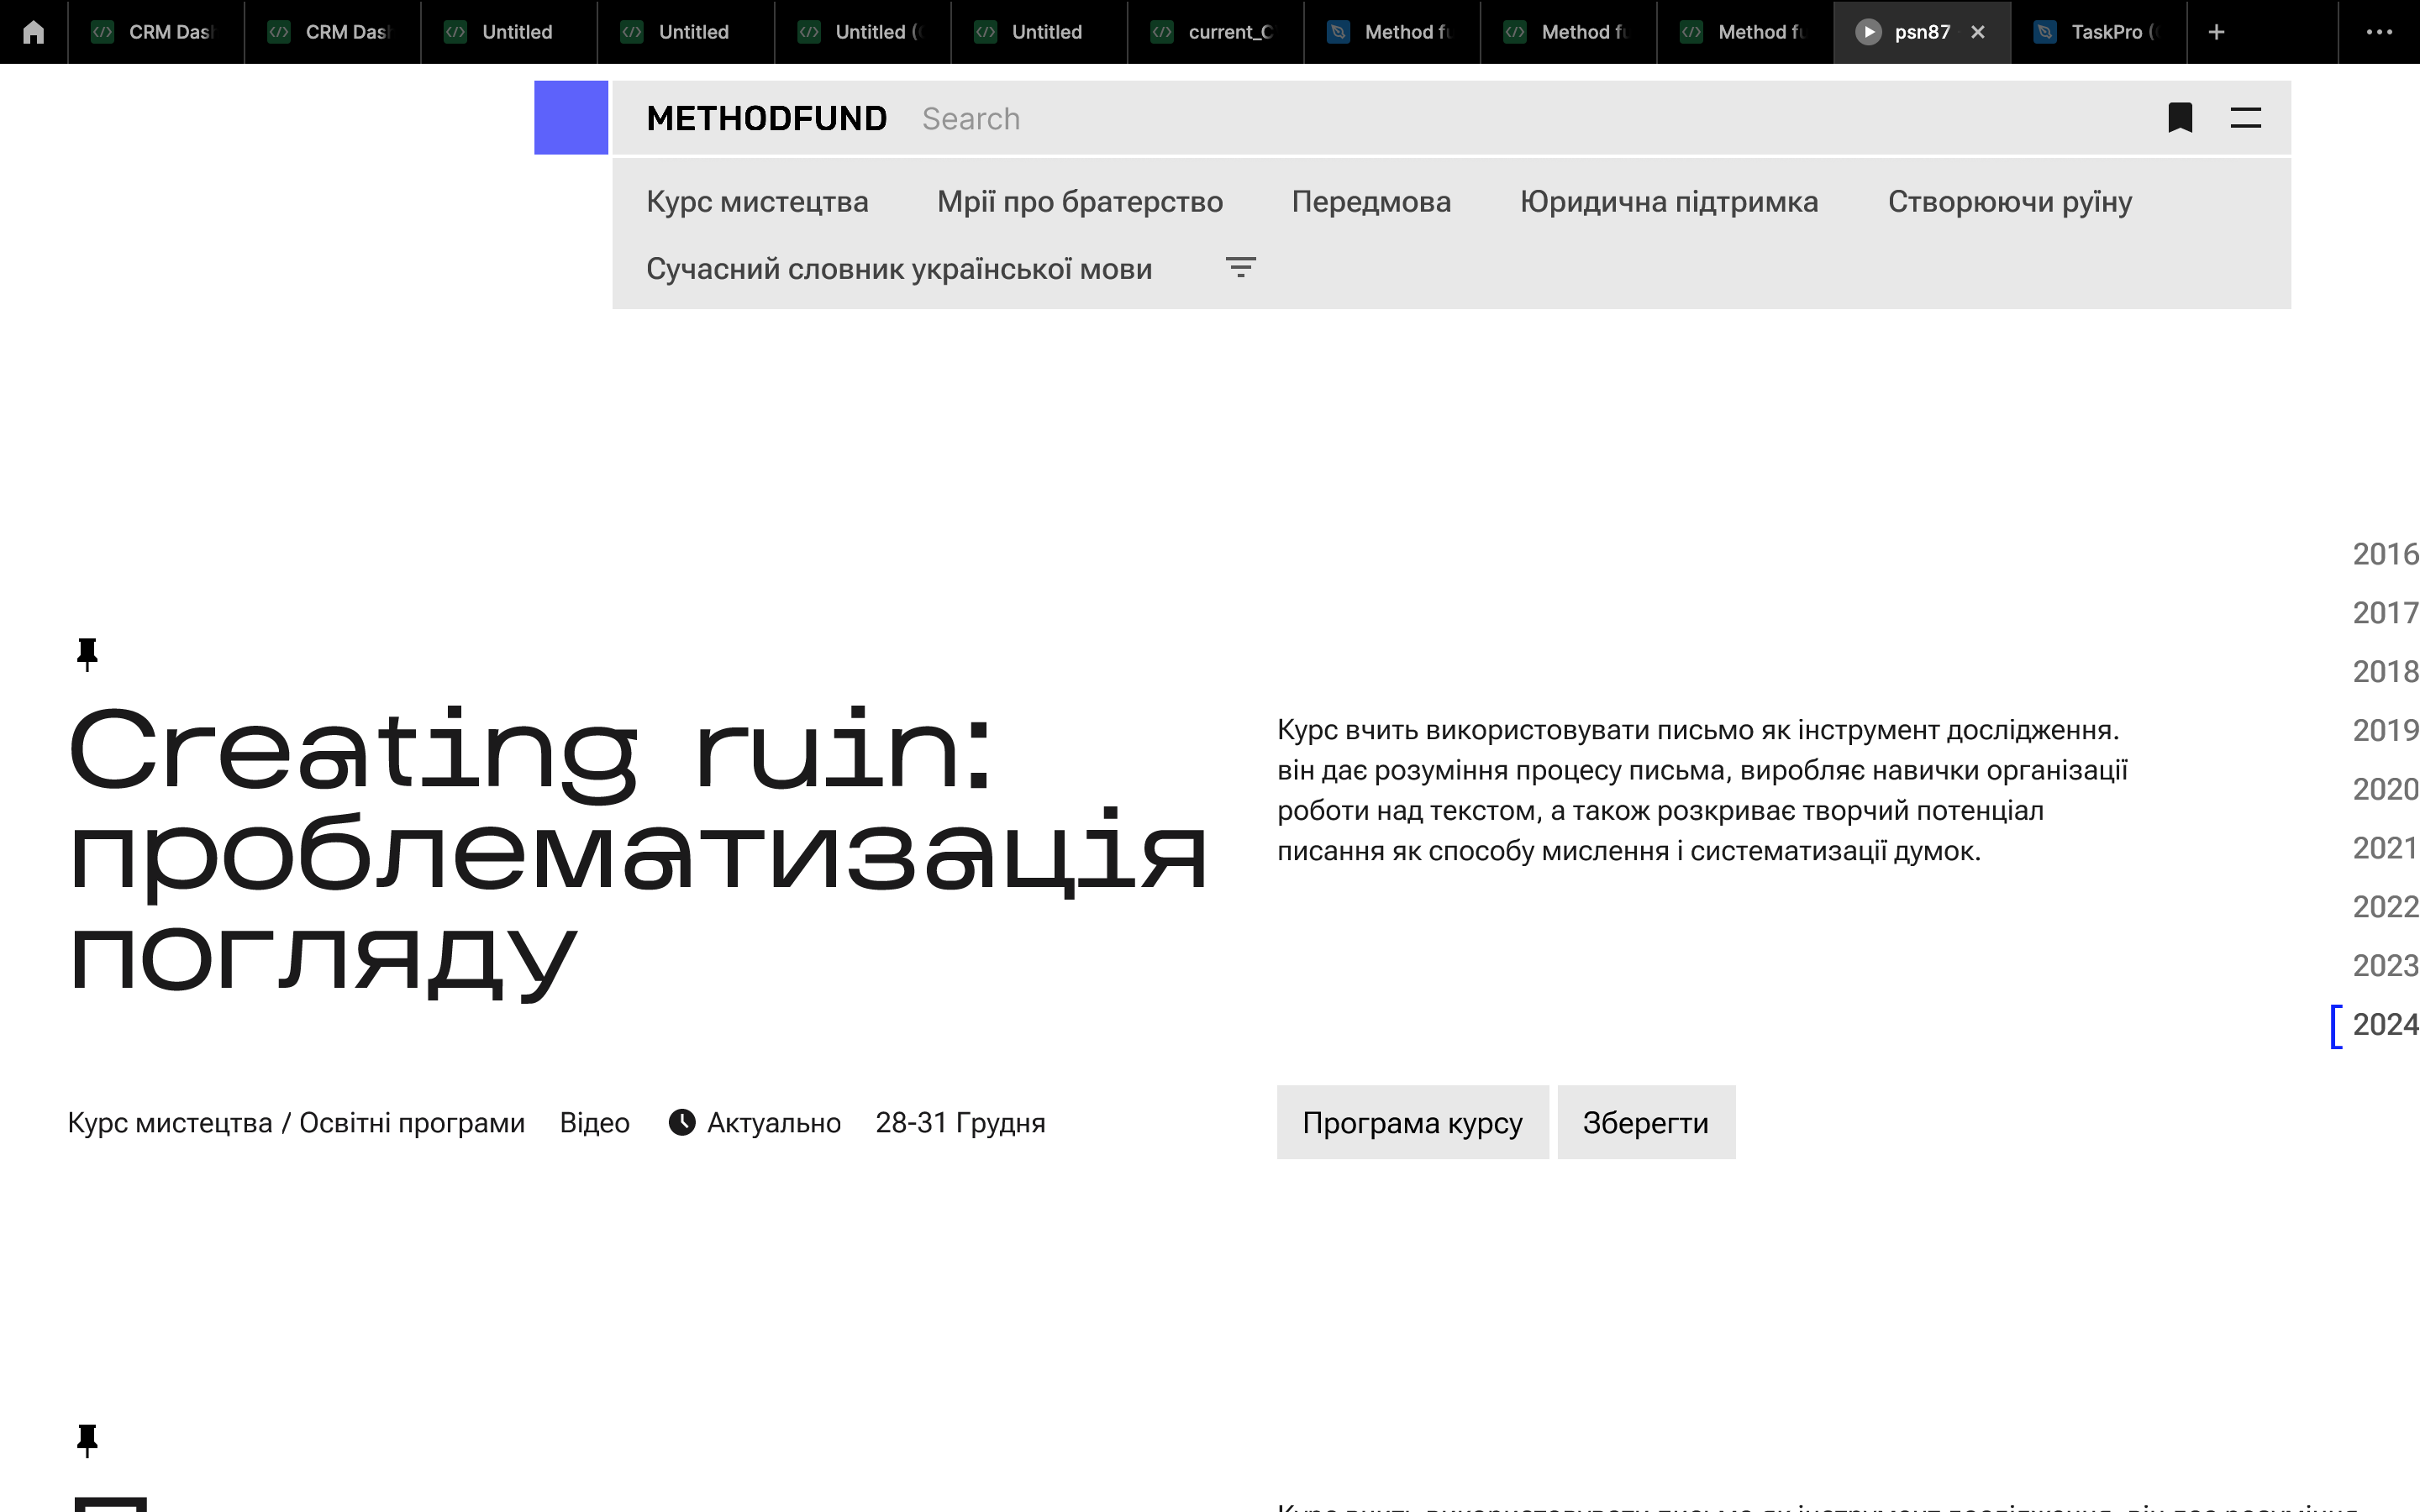 CRM Das
CRM Das
Untitled
Untitled
Untitled (
Untitled
current_C
Method f
Method f
Method f
psn87
TaskPro (
METHODFUND Search
Курс мистецтва Мрії про братерство Передмова Юридична підтримка Створюючи руїну
Сучасний словник української мови
2016
2017
2018
2019
2020
2021
2022
2023
2024
Creating ruin:
проблематизація
погляду
Курс вчить використовувати письмо як інструмент дослідження.
він дає розуміння процесу письма, виробляє навички організації
роботи над текстом, а також розкриває творчий потенціал
писання як способу мислення і систематизації думок.
Курс мистецтва / Освітні програми Відео Актуально 28-31 Грудня
Програма курсу Зберегти